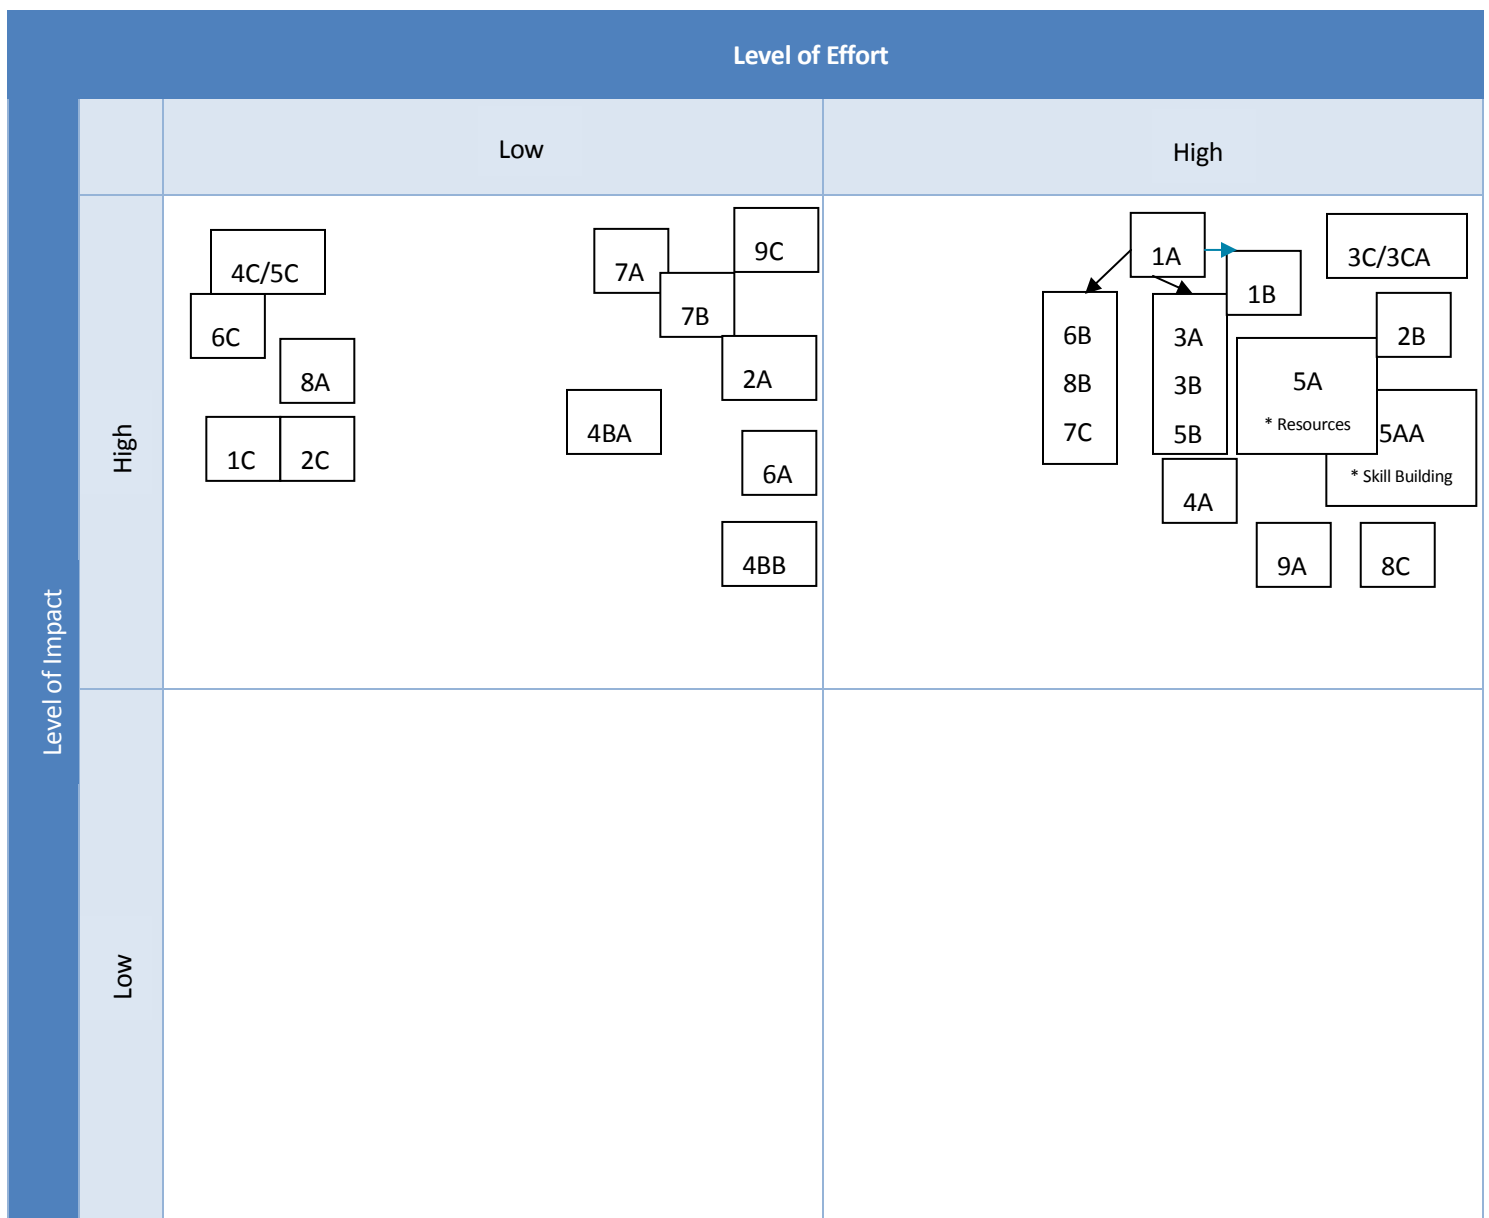 Level of Effort
Low
High
Level of Impact
High
4C/5C
6C
8A
1C
2C
7A
9C
7B
2A
4BA
6A
4BB
1A
1B
3C/3CA
2B
6B
8B
7C
3A
3B
5B
5A
* Resources
5AA
* Skill Building
4A
9A
8C
Low